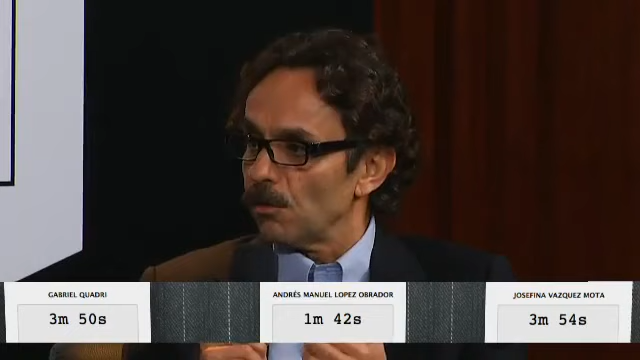 GABRIEL QUADRI
3m 50s
ANDRÉS MANUEL LOPEZ OBRADOR
1m 42s
JOSEFINA VAZQUEZ MOTA
3m 54s